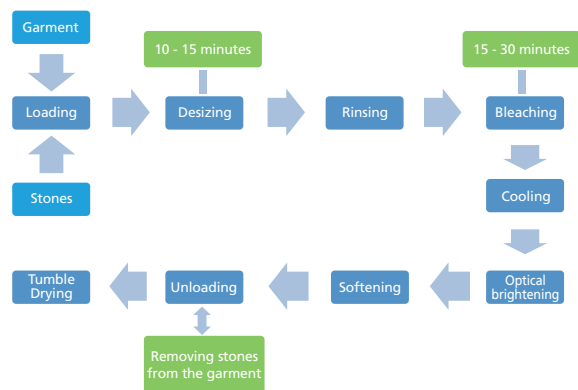 Garment
10 - 15 minutes
15 - 30 minutes
Loading
Desizing
Rinsing
Bleaching
Stones
Cooling
Tumble
Drying
Unloading
Softening
Optical
brightening
Removing stones
from the garment